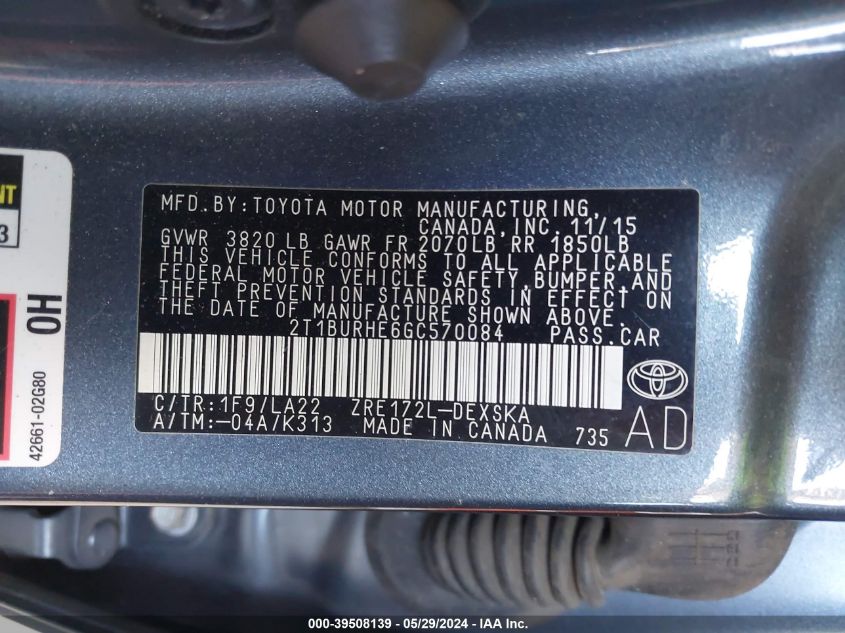 MFD. BY: TOYOTA MOTOR MANUFACTURING,
CANADA, INC. 11/15
GVWR 3820 LB GAWR FR 2070LB RR 1850LB
THIS VEHICLE CONFORMS TO ALL APPLICABLE
FEDERAL MOTOR VEHICLE SAFETY, BUMPER, AND
THEFT PREVENTION STANDARDS IN EFFECT ON
THE DATE OF MANUFACTURE SHOWN ABOVE.
2T1BURHE6GC570084 PASS. CAR
C/TR: 1F9/LA22 ZRE172L-DEXSKA
A/TM: -04A/K313 MADE IN CANADA 735
AD
3
OH
42661-02G80
000-39508139 - 05/29/2024 - IAA Inc.